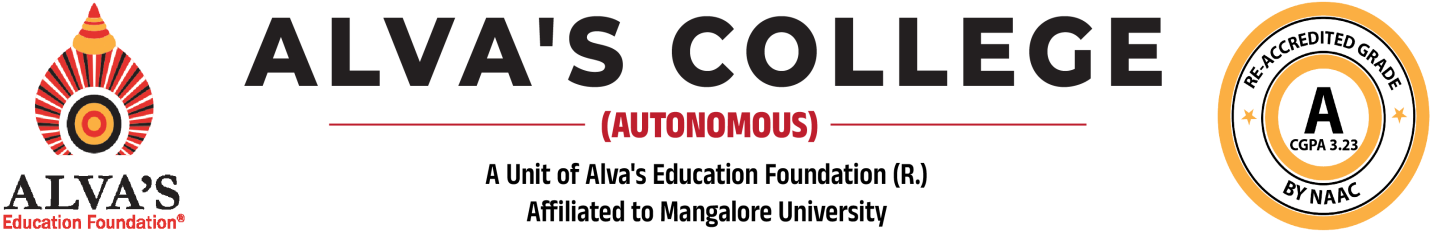 ALVA'S
Education Foundation®
ALVA'S COLLEGE
(AUTONOMOUS)
A Unit of Alva's Education Foundation (R.)
Affiliated to Mangalore University
RE-ACCREDITED GRADE
A
CGPA 3.23
BY NAAC